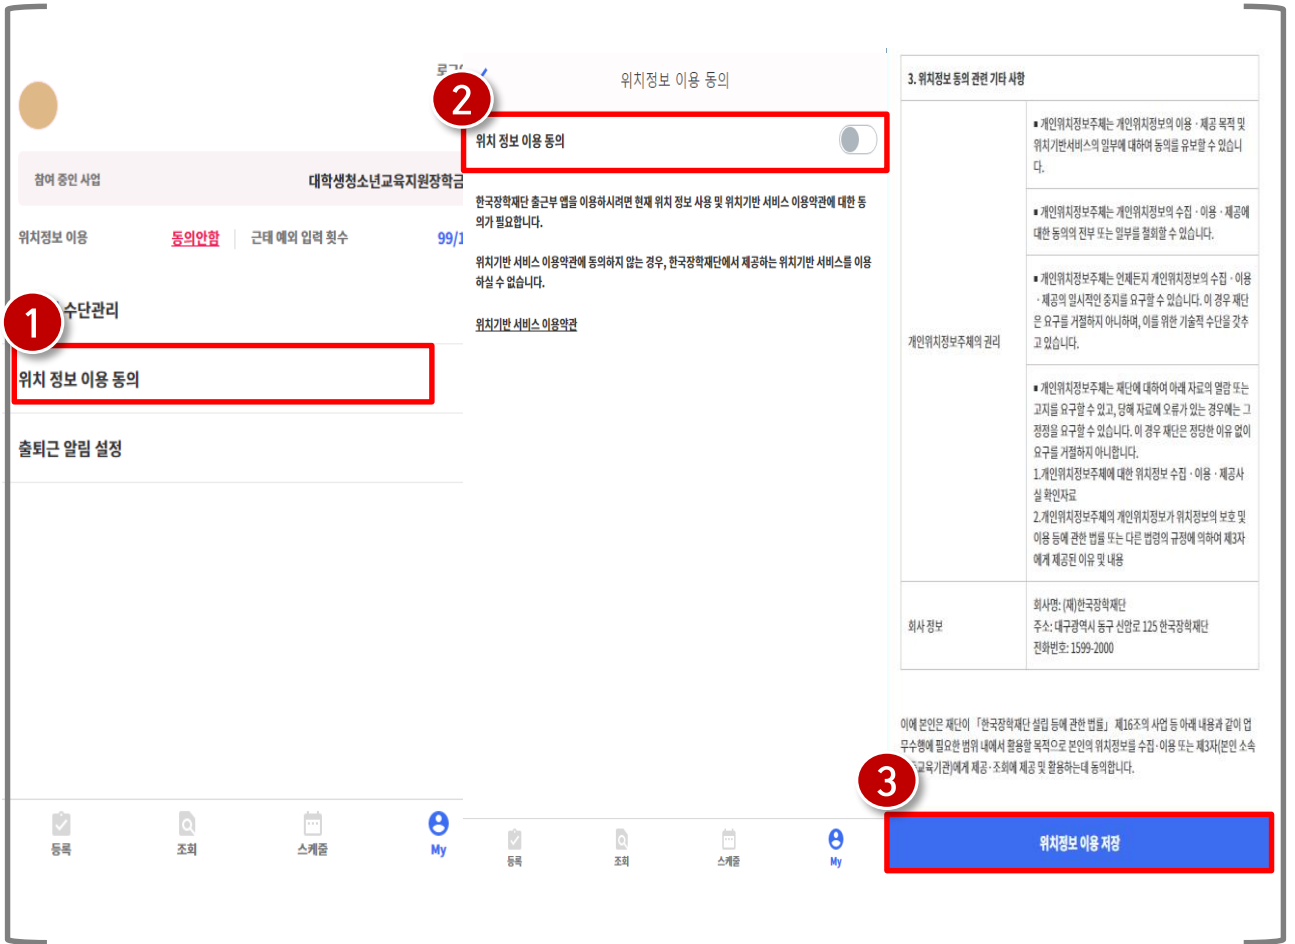 1
참여 중인 사업
대학생청소년교육지원장학금
위치정보 이용
동의안함
근태 예외 입력 횟수
99/1
수단관리
위치 정보 이용 동의
출퇴근 알림 설정
등록
조회
스케줄
My
2
위치정보 이용 동의
위치 정보 이용 동의
한국장학재단 출근부 앱을 이용하시려면 현재 위치 정보 사용 및 위치기반 서비스 이용약관에 대한 동
의가 필요합니다.
위치기반 서비스 이용약관에 동의하지 않는 경우, 한국장학재단에서 제공하는 위치기반 서비스를 이용
하실 수 없습니다.
위치기반 서비스 이용약관
등록
조회
스케줄
My
3. 위치정보 동의 관련 기타 사항
개인위치정보주체의 권리
■ 개인위치정보주체는 개인위치정보의 이용 · 제공 목적 및
위치기반서비스의 일부에 대하여 동의를 유보할 수 있습니
다.
■ 개인위치정보주체는 개인위치정보의 수집 · 이용 · 제공에
대한 동의의 전부 또는 일부를 철회할 수 있습니다.
■ 개인위치정보주체는 언제든지 개인위치정보의 수집 · 이용
· 제공의 일시적인 중지를 요구할 수 있습니다. 이 경우 재단
은 요구를 거절하지 아니하며, 이를 위한 기술적 수단을 갖추
고 있습니다.
■ 개인위치정보주체는 재단에 대하여 아래 자료의 열람 또는
고지를 요구할 수 있고, 당해 자료에 오류가 있는 경우에는 그
정정을 요구할 수 있습니다. 이 경우 재단은 정당한 이유 없이
요구를 거절하지 아니합니다.
1.개인위치정보주체에 대한 위치정보 수집 · 이용 · 제공사
실 확인자료
2.개인위치정보주체의 개인위치정보가 위치정보의 보호 및
이용 등에 관한 법률 또는 다른 법령의 규정에 의하여 제3자
에게 제공된 이유 및 내용
회사 정보
회사명: (재)한국장학재단
주소: 대구광역시 동구 신암로 125 한국장학재단
전화번호: 1599-2000
이에 본인은 재단이 「한국장학재단 설립 등에 관한 법률」 제16조의 사업 등 아래 내용과 같이 업
무수행에 필요한 범위 내에서 활용할 목적으로 본인의 위치정보를 수집·이용 또는 제3자(본인 소속
교육기관)에게 제공·조회에 제공 및 활용하는데 동의합니다.
3
위치정보 이용 저장